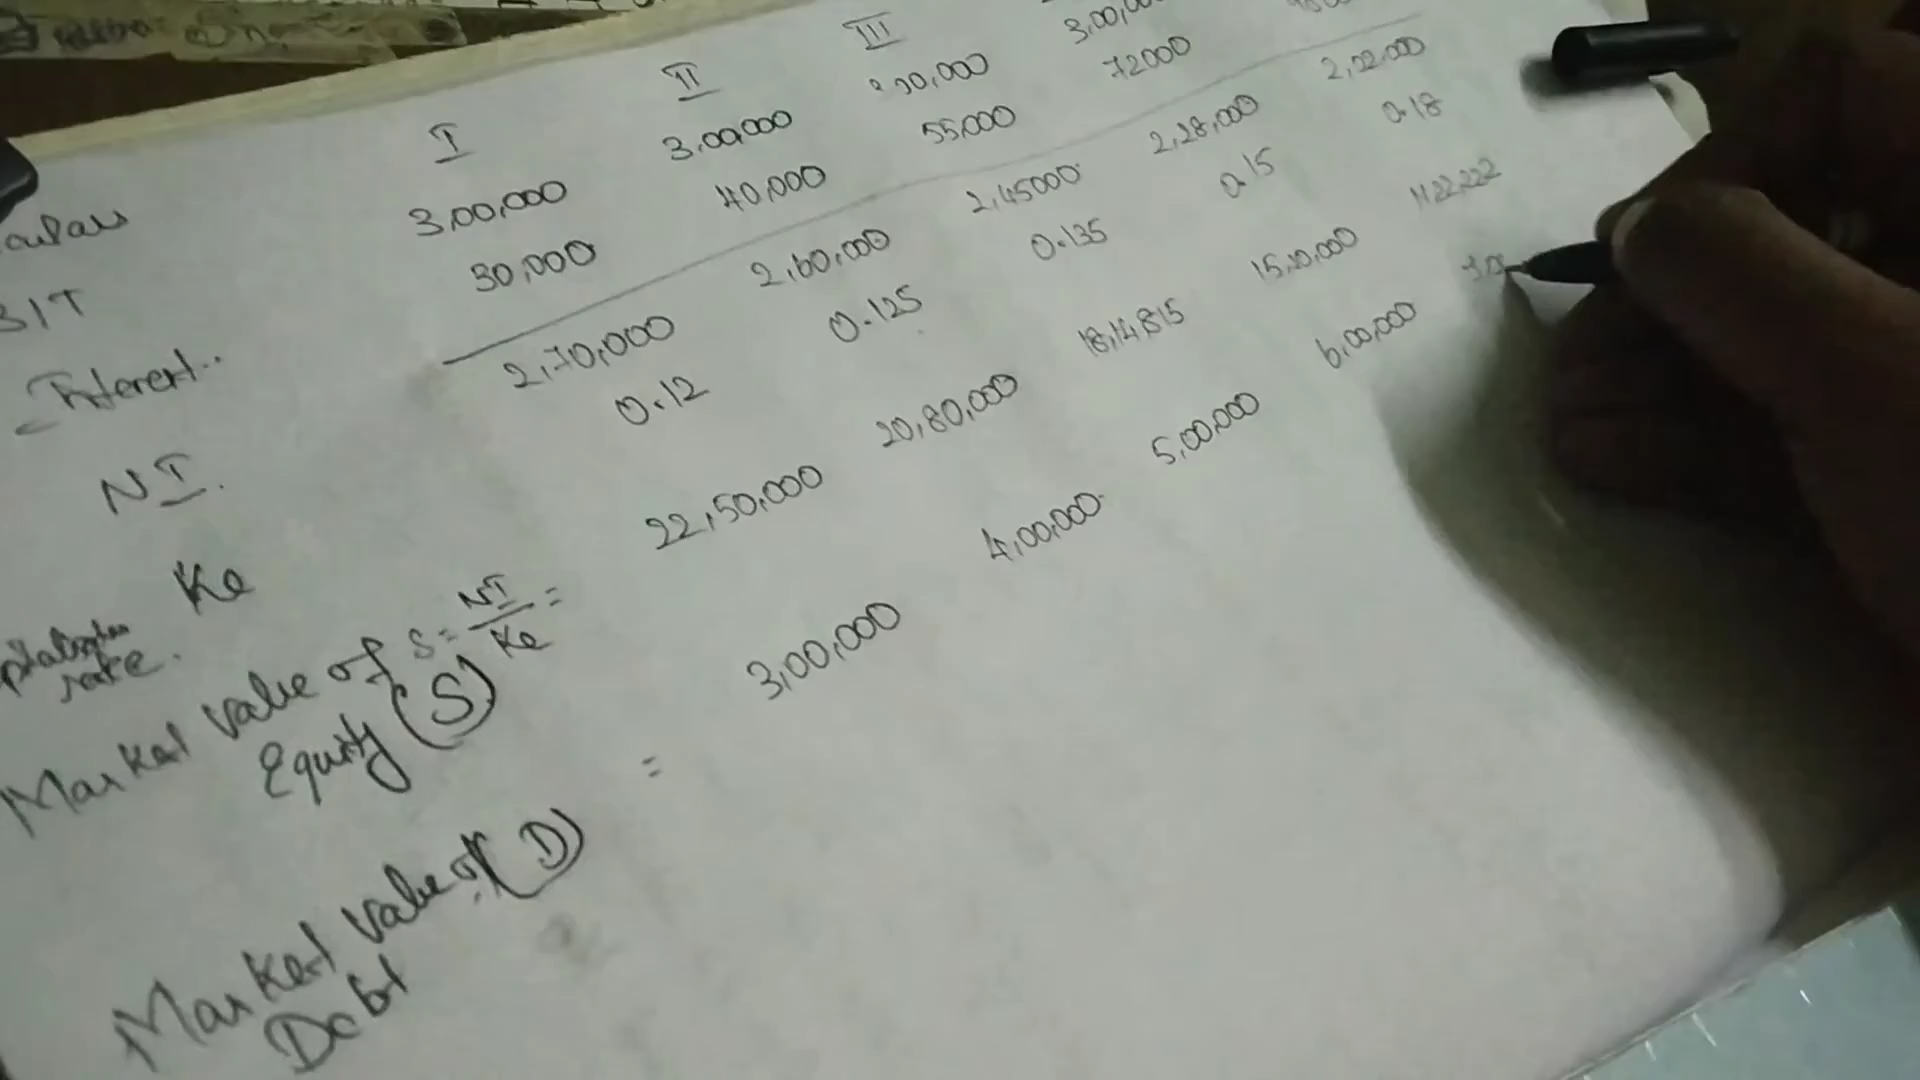 I II III
3,00,000 3,00,000 3,00,000
Interest.. 30,000 40,000 55,000 72000
NI. 2,70,000 2,60,000 2,45000 2,28,000 2,22,000
Ke 0.12 0.125 0.135 0.15 0.18
rate.
Market value of S = NI/Ke = 22,50,000 20,80,000 18,14,815 15,20,000
Equity (S)
Market value of (D) = 3,00,000 4,00,000 5,00,000 6,00,000
Debt